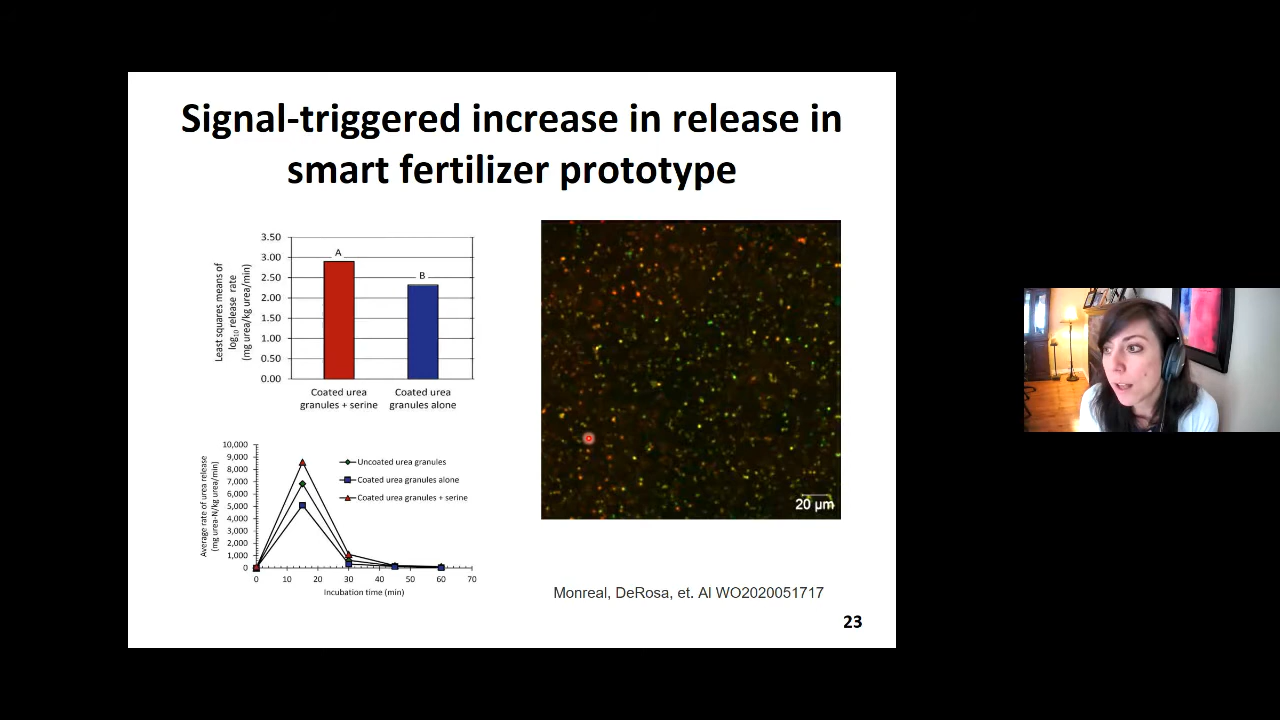 Signal-triggered increase in release in
smart fertilizer prototype
Least squares means of
log10 release rate
(mg urea/kg urea/min)
3.50
3.00
2.50
2.00
1.50
1.00
0.50
0.00
A
B
Coated urea
granules + serine
Coated urea
granules alone
Average rate of urea release
(mg urea-N/kg urea/min)
10,000
9,000
8,000
7,000
6,000
5,000
4,000
3,000
2,000
1,000
0
Uncoated urea granules
Coated urea granules alone
Coated urea granules + serine
0 10 20 30 40 50 60 70
Incubation time (min)
20 μm
Monreal, DeRosa, et. Al WO2020051717
23